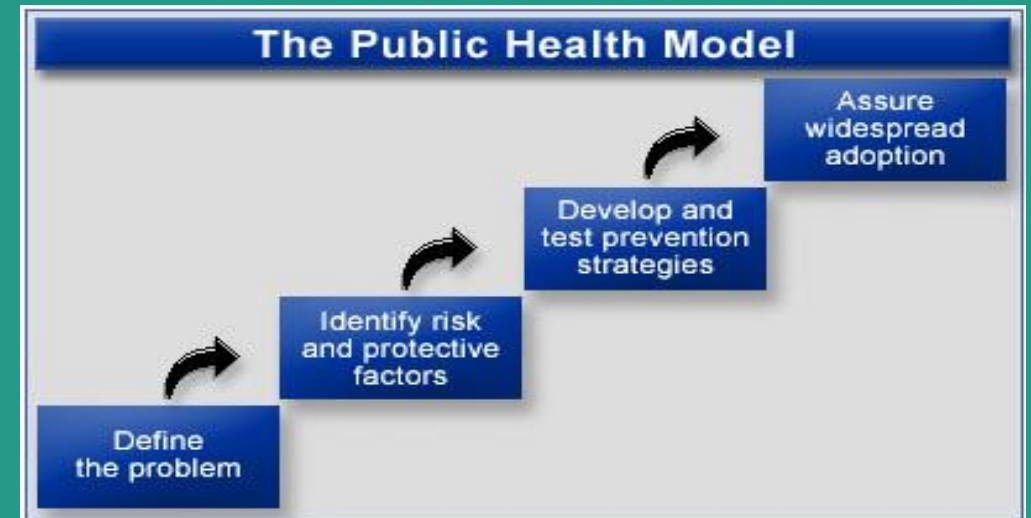 The Public Health Model
Assure
widespread
adoption
Develop and
test prevention
strategies
Identify risk
and protective
factors
Define
the problem